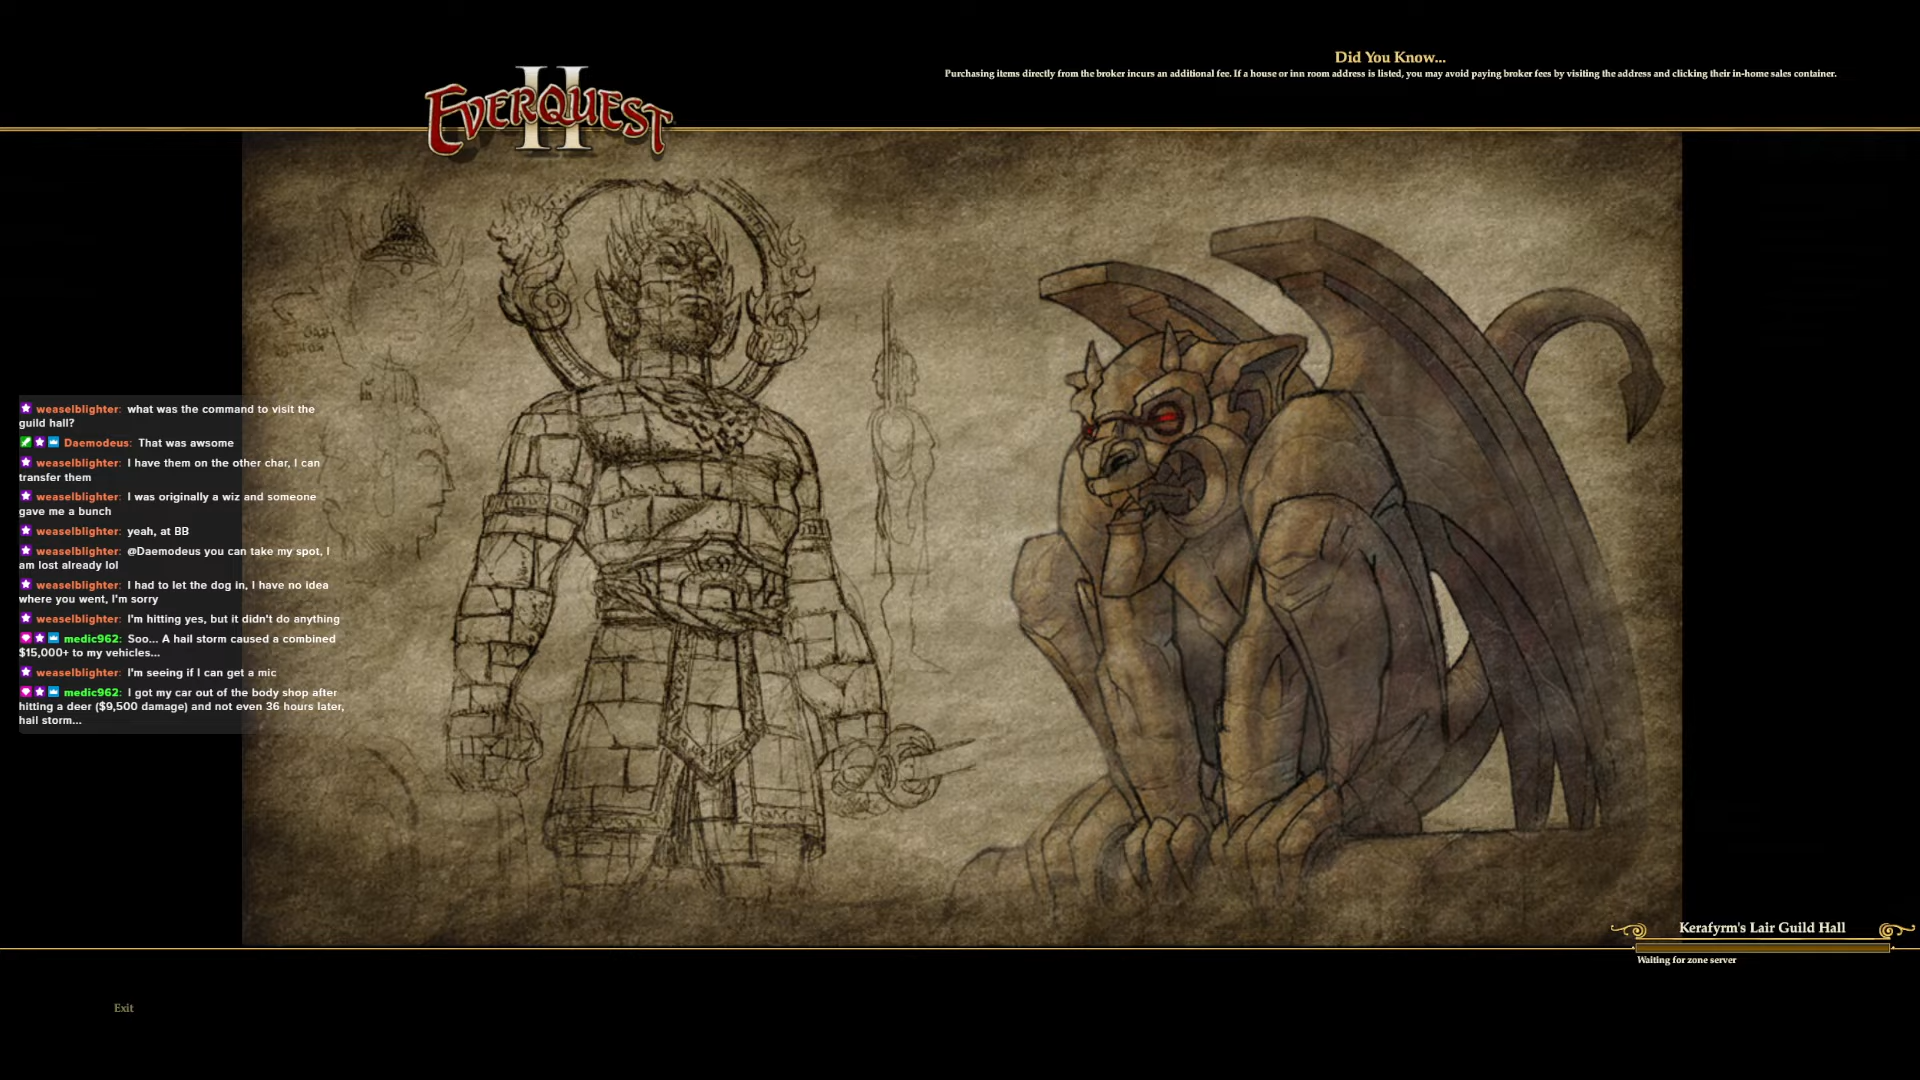 Did You Know...
Purchasing items directly from the broker incurs an additional fee. If a house or inn room address is listed, you may avoid paying broker fees by visiting the address and clicking their in-home sales container.
EVERQUEST II
weaselblighter: what was the command to visit the
guild hall?
Daemodeus: That was awsome
weaselblighter: I have them on the other char, I can
transfer them
weaselblighter: I was originally a wiz and someone
gave me a bunch
weaselblighter: yeah, at BB
weaselblighter: @Daemodeus you can take my spot, I
am lost already lol
weaselblighter: I had to let the dog in, I have no idea
where you went, I'm sorry
weaselblighter: I'm hitting yes, but it didn't do anything
medic962: Soo... A hail storm caused a combined
$15,000+ to my vehicles...
weaselblighter: I'm seeing if I can get a mic
medic962: I got my car out of the body shop after
hitting a deer ($9,500 damage) and not even 36 hours later,
hail storm...
Kerafyrm's Lair Guild Hall
Waiting for zone server
Exit